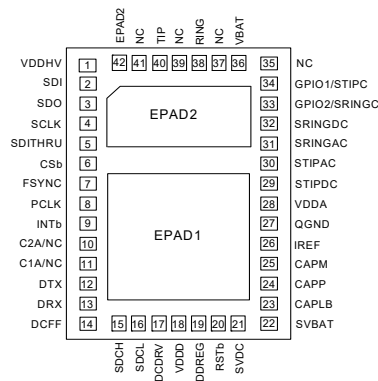 EPAD2 NC TIP NC RING NC VBAT
42 41 40 39 38 37 36
VDDHV 1
SDI 2
SDO 3
SCLK 4
SDITHRU 5
CSb 6
FSYNC 7
PCLK 8
INTb 9
C2A/NC 10
C1A/NC 11
DTX 12
DRX 13
DCFF 14
EPAD2
EPAD1
35 NC
34 GPIO1/STIPC
33 GPIO2/SRINGC
32 SRINGDC
31 SRINGAC
30 STIPAC
29 STIPDC
28 VDDA
27 QGND
26 IREF
25 CAPM
24 CAPP
23 CAPLB
22 SVBAT
15 16 17 18 19 20 21
SDCH SDCL DCDRV VDDD DDREG RSTb SVDC